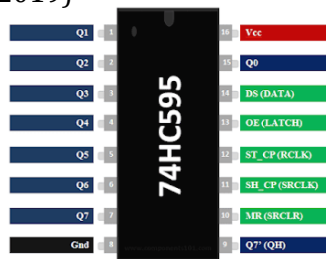 2019)
Q1 1 16 Vcc
Q2 2 15 Q0
Q3 3 14 DS (DATA)
Q4 4 13 OE (LATCH)
Q5 5 12 ST_CP (RCLK)
Q6 6 11 SH_CP (SRCLK)
Q7 7 10 MR (SRCLR)
Gnd 8 9 Q7' (QH)
74HC595